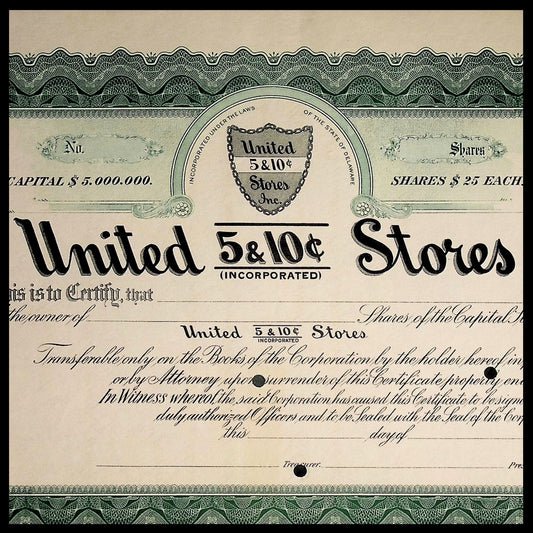 INCORPORATED UNDER THE LAWS OF THE STATE OF DELAWARE
No.
Shares
United
5 & 10¢
Stores
Inc.
CAPITAL $ 5.000.000.
SHARES $ 25 EACH
United 5 & 10¢ Stores
(INCORPORATED)
his is to Certify, that
the owner of Shares of the Capital
United 5 & 10¢ Stores
INCORPORATED
Transferable only on the Books of the Corporation by the holder hereof in
or by Attorney upon surrender of this Certificate properly en
In Witness whereof, the said Corporation has caused this Certificate to be signe
duly authorized Officers and to be Sealed with the Seal of the Cor
this day of
Treasurer. Pres